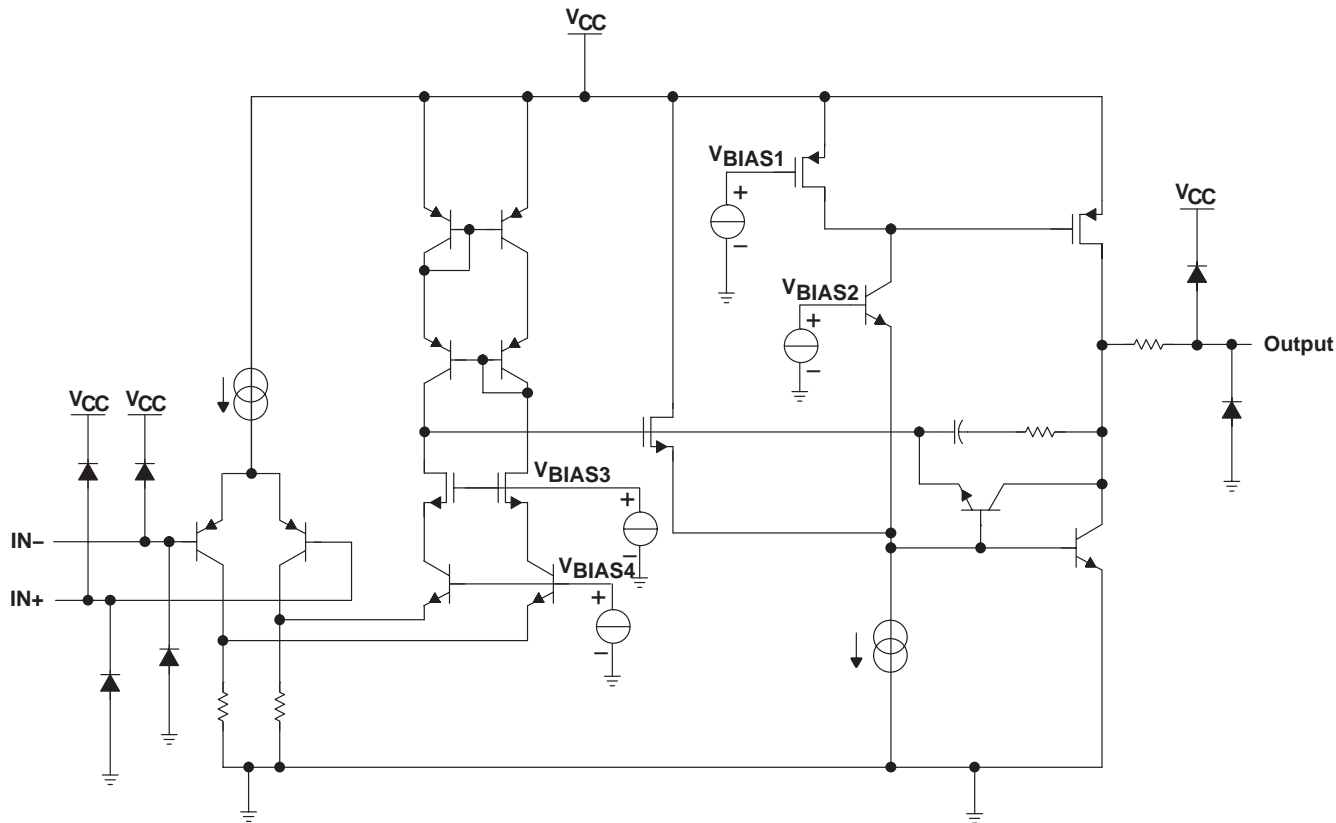 VCC
VBIAS1
+
−
VCC
VBIAS2
+
−
Output
VCC
VCC
VBIAS3
+
−
IN−
VBIAS4
+
−
IN+